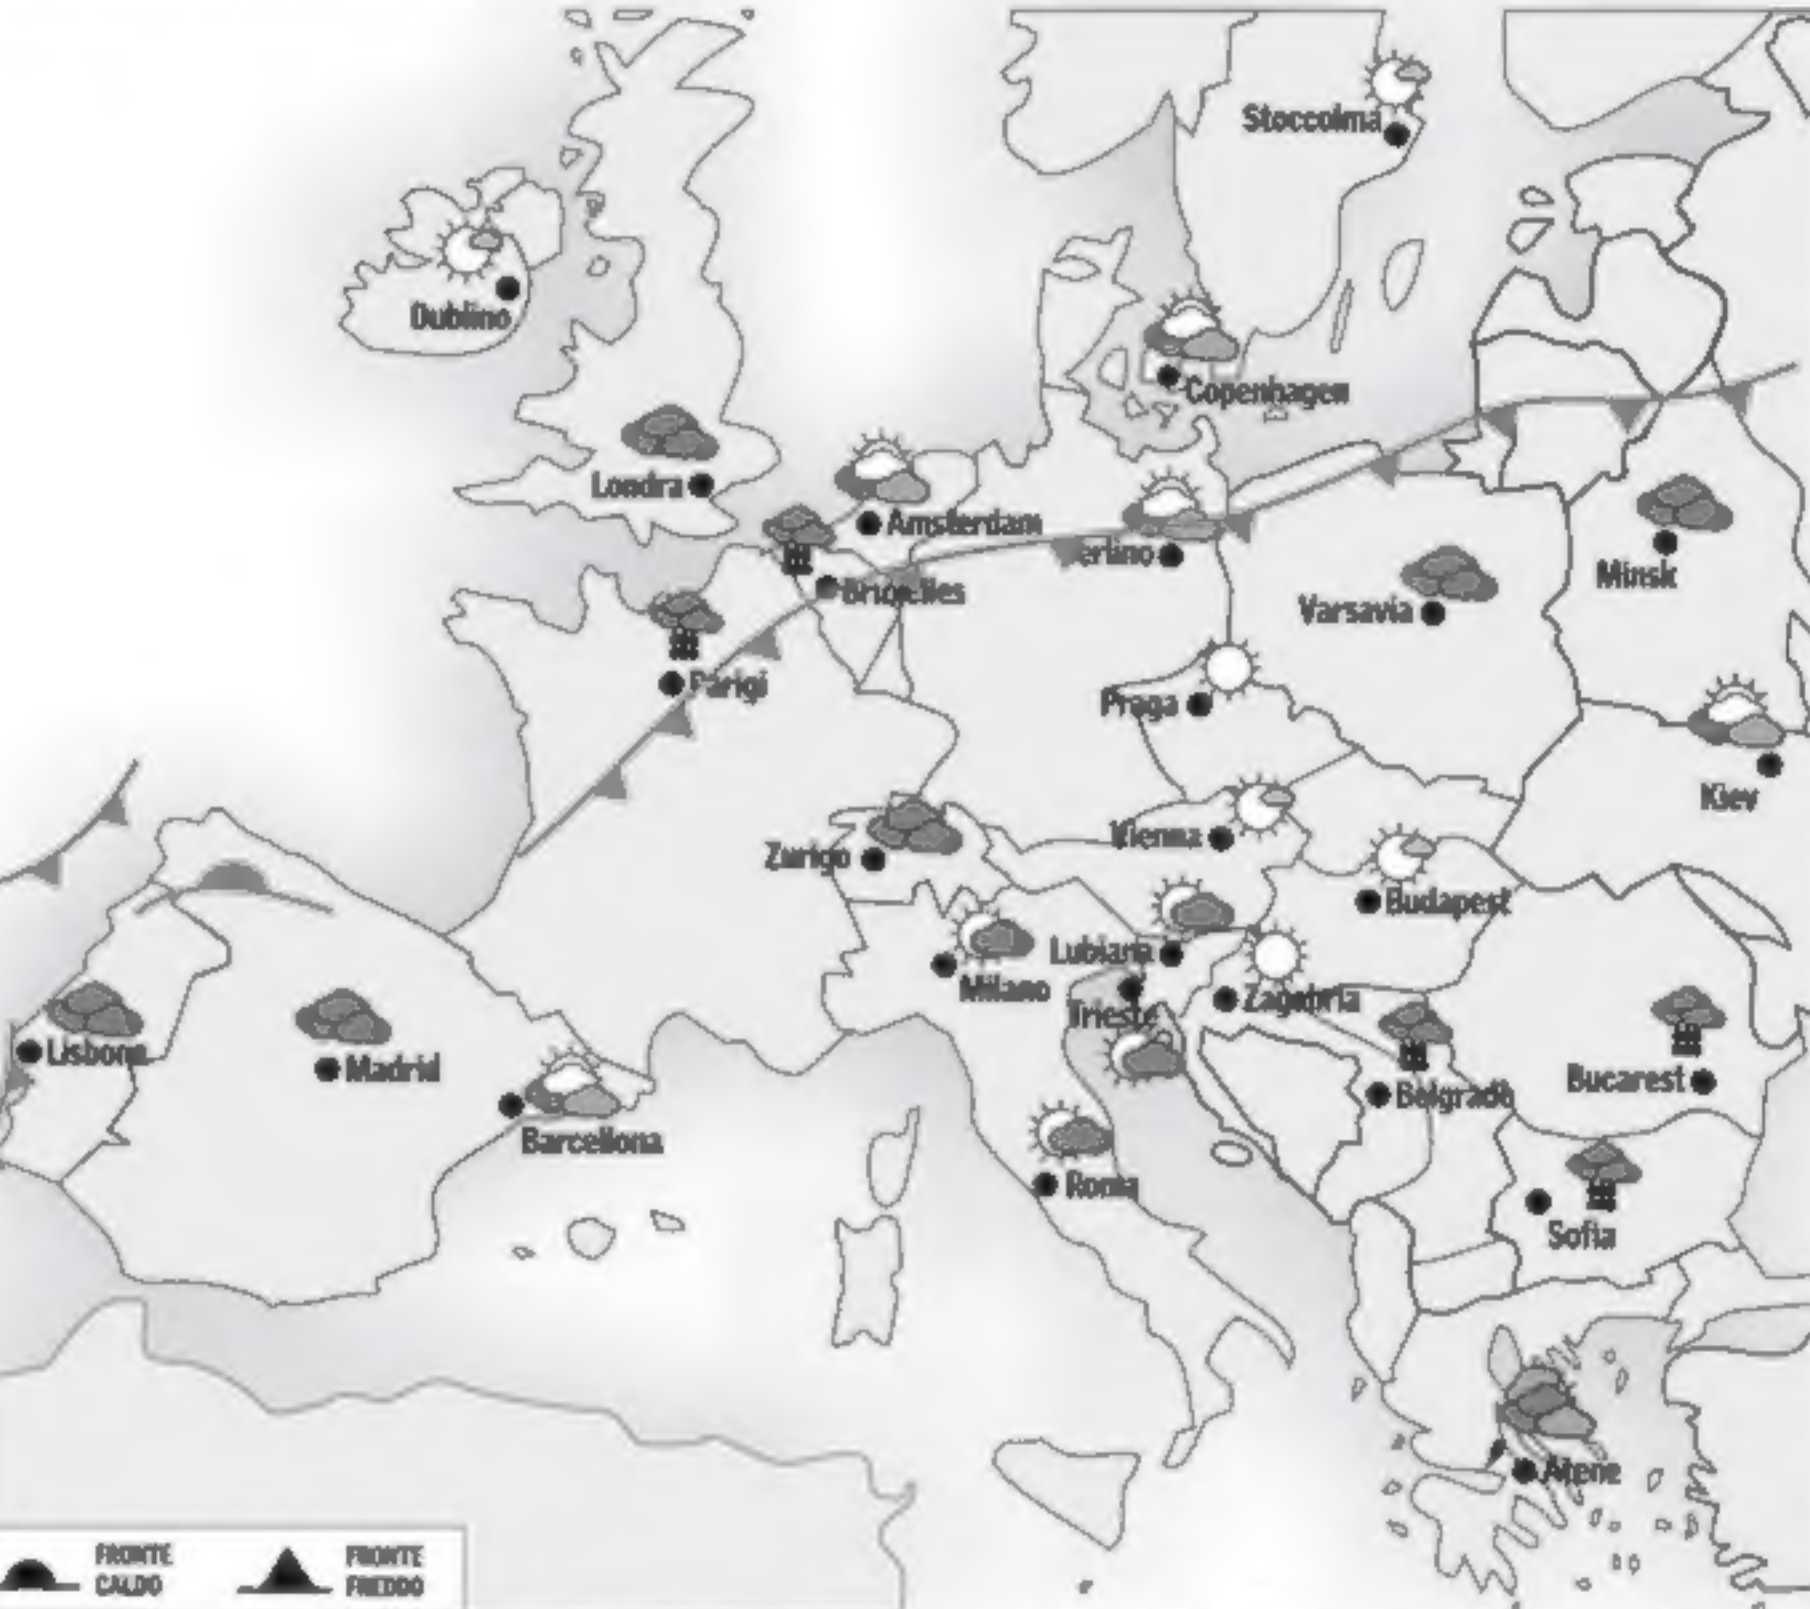 Stoccolma
Dublino
Copenhagen
Londra
Amsterdam
erlino
Bruxelles
Minsk
Varsavia
Parigi
Praga
Kiev
Vienna
Zurigo
Budapest
Lubiana
Milano
Zagabria
Trieste
Lisbona
Madrid
Belgrado
Bucarest
Barcellona
Roma
Sofia
Atene
FRONTE
CALDO
FRONTE
FREDDO